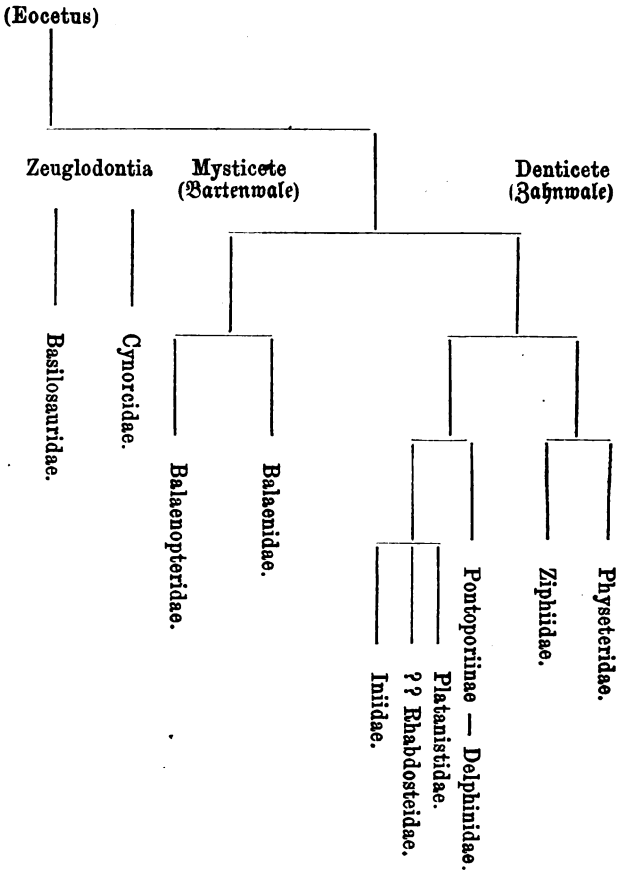 (Eocetus)
Zeuglodontia
Mysticete
(Bartenwale)
Denticete
(Zahnwale)
Basilosauridae.
Cynorcidae.
Balaenopteridae.
Balaenidae.
Iniidae.
?? Rhabdosteidae.
Platanistidae.
Pontoporiinae — Delphinidae.
Ziphiidae.
Physeteridae.